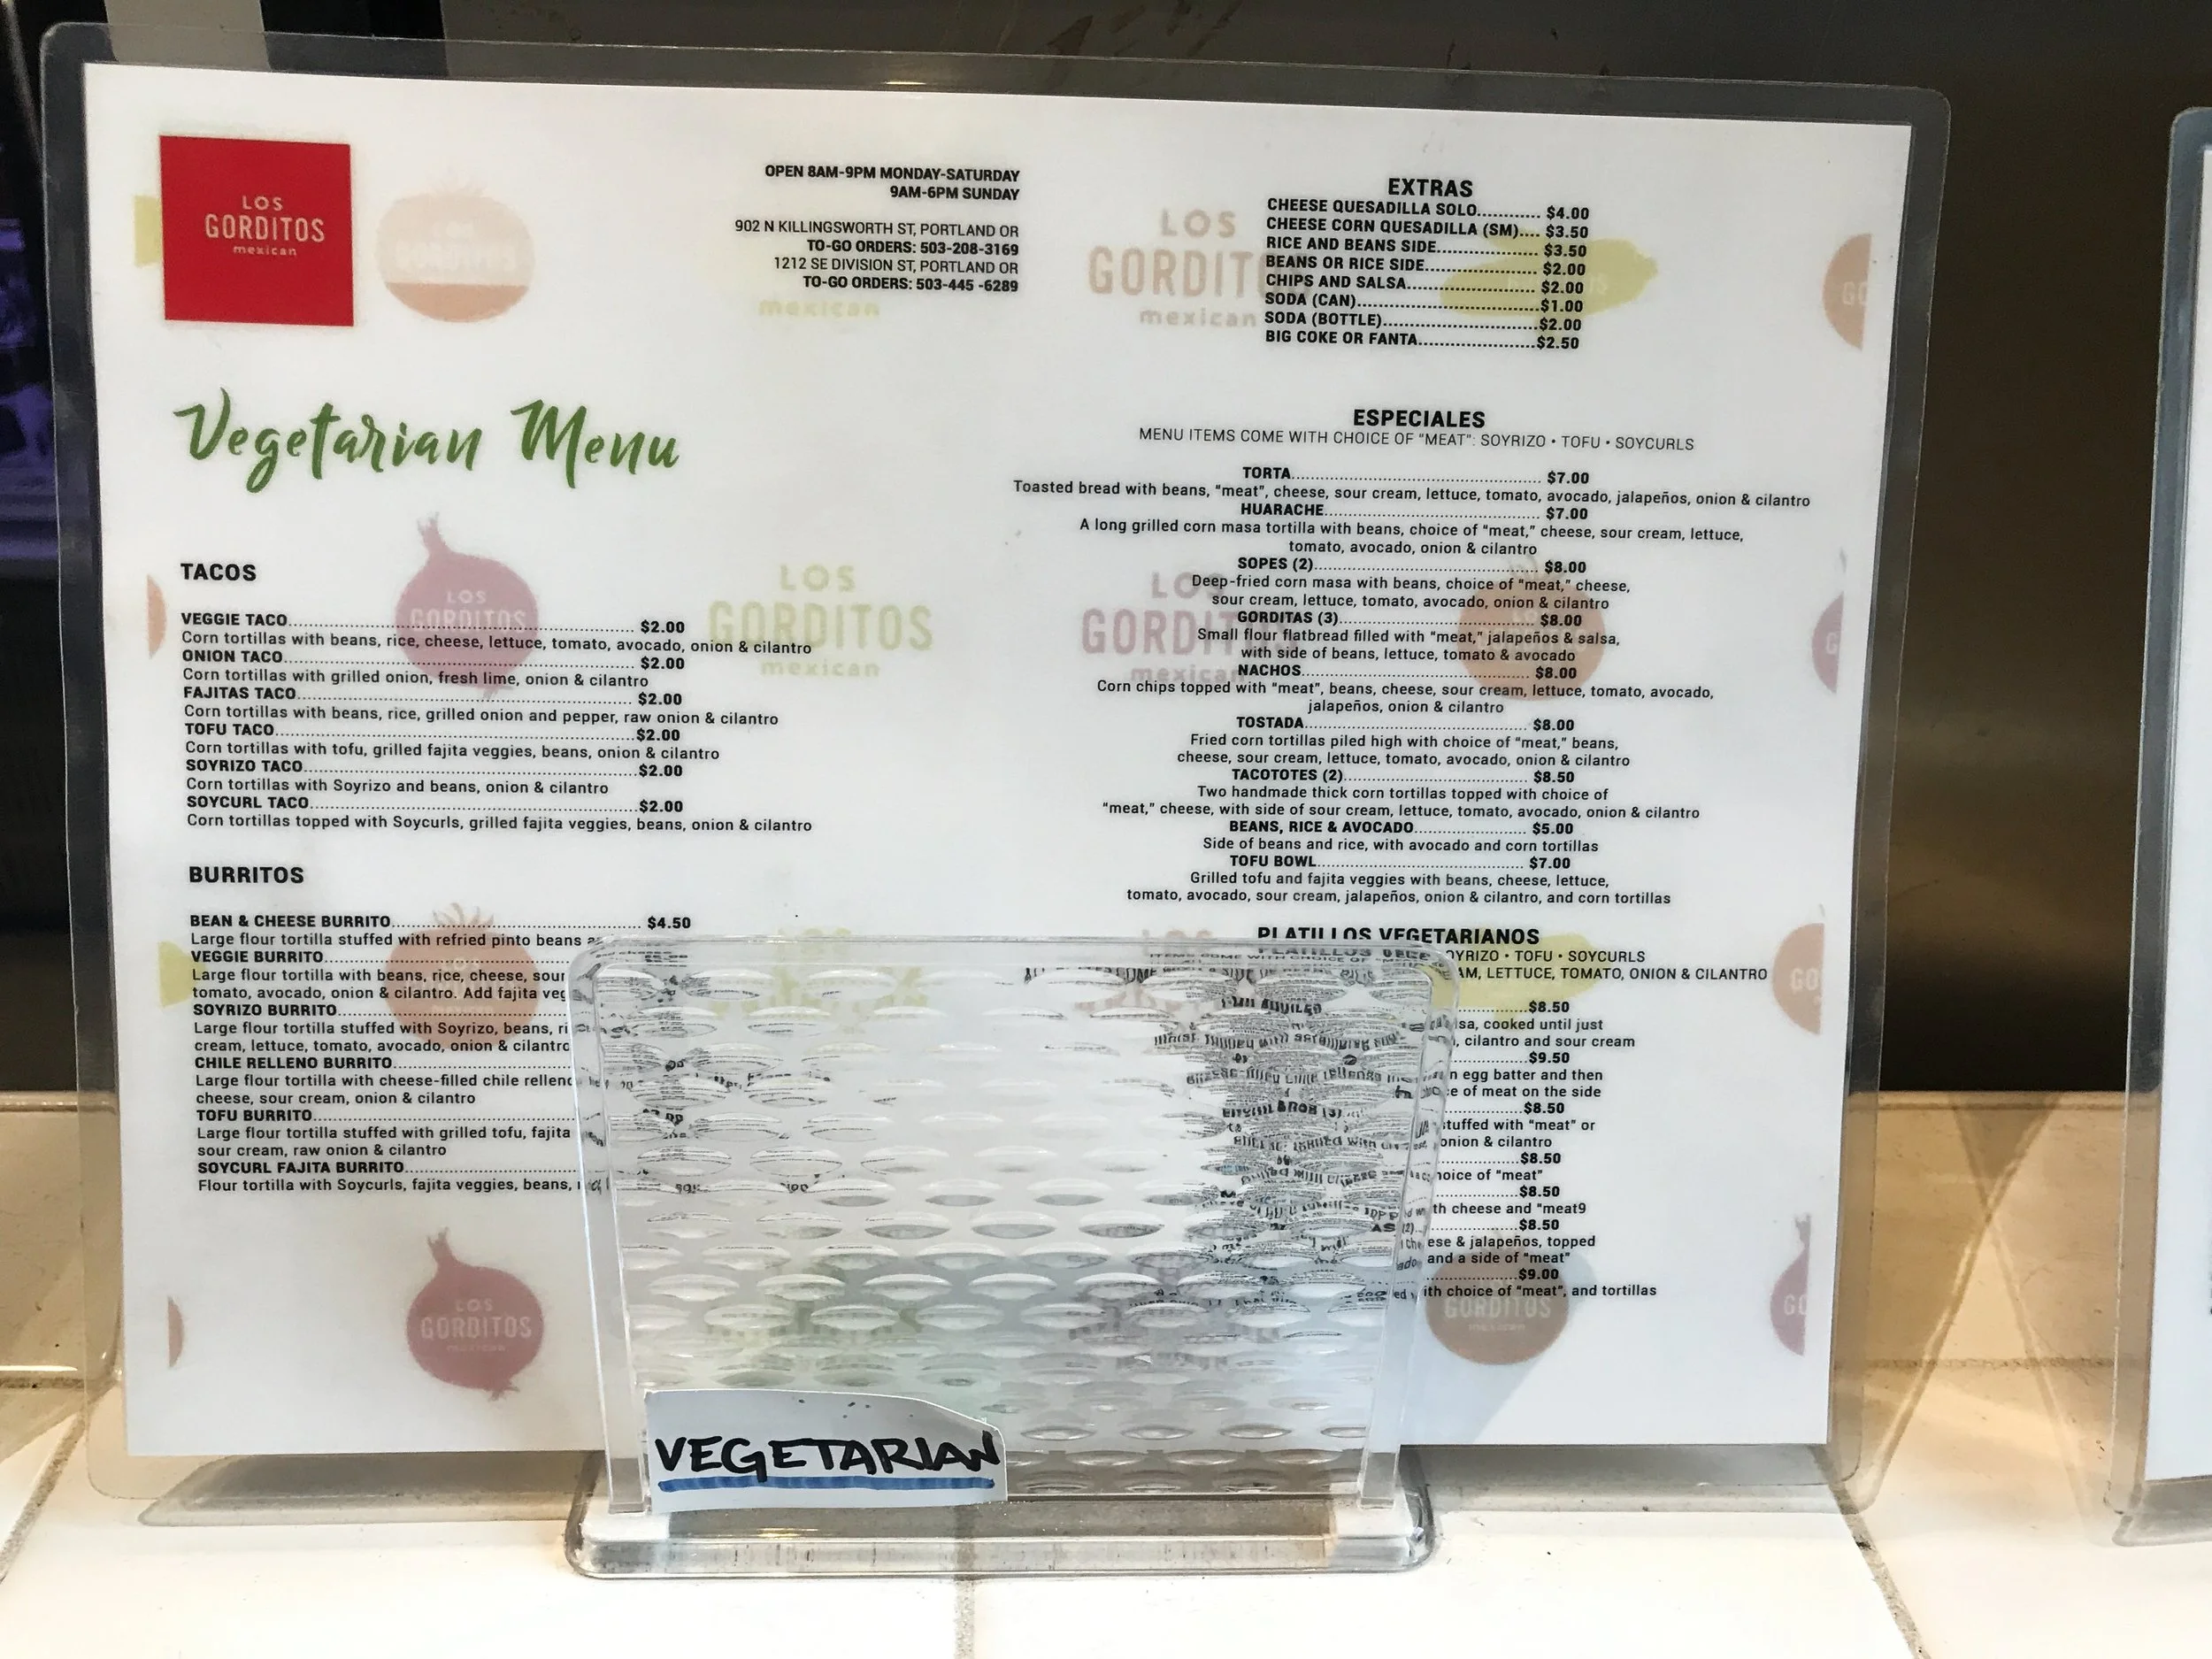 LOS
GORDITOS
mexican
OPEN 8AM-9PM MONDAY-SATURDAY
9AM-6PM SUNDAY
902 N KILLINGSWORTH ST, PORTLAND OR
TO-GO ORDERS: 503-208-3169
1212 SE DIVISION ST, PORTLAND OR
TO-GO ORDERS: 503-445 -6289
mexican
Vegetarian Menu
TACOS
VEGGIE TACO.......... $2.00
Corn tortillas with beans, rice, cheese, lettuce, tomato, avocado, onion & cilantro
ONION TACO.......... $2.00
Corn tortillas with grilled onion, fresh lime, onion & cilantro
FAJITAS TACO.......... $2.00
Corn tortillas with beans, rice, grilled onion and pepper, raw onion & cilantro
TOFU TACO..........$2.00
Corn tortillas with tofu, grilled fajita veggies, beans, onion & cilantro
SOYRIZO TACO..........$2.00
Corn tortillas with Soyrizo and beans, onion & cilantro
SOYCURL TACO..........$2.00
Corn tortillas topped with Soycurls, grilled fajita veggies, beans, onion & cilantro
LOS
GORDITOS
LOS
GORDITOS
mexican
BURRITOS
BEAN & CHEESE BURRITO.......... $4.50
Large flour tortilla stuffed with refried pinto beans
VEGGIE BURRITO..........
Large flour tortilla with beans, rice, cheese, sour
tomato, avocado, onion & cilantro. Add fajita
SOYRIZO BURRITO..........
Large flour tortilla stuffed with Soyrizo, beans,
cream, lettuce, tomato, avocado, onion &
CHILE RELLENO BURRITO..........
Large flour tortilla with cheese-filled chile
cheese, sour cream, onion & cilantro
TOFU BURRITO..........
Large flour tortilla stuffed with grilled tofu, fajita
sour cream, raw onion & cilantro
SOYCURL FAJITA BURRITO..........
Flour tortilla with Soycurls, fajita veggies, beans,
LOS
GORDITOS
LOS
mexican
EXTRAS
CHEESE QUESADILLA SOLO.......... $4.00
CHEESE CORN QUESADILLA (SM).... $3.50
RICE AND BEANS SIDE.......... $3.50
BEANS OR RICE SIDE.......... $2.00
CHIPS AND SALSA.......... $2.00
SODA (CAN)..........$1.00
SODA (BOTTLE)..........$2.00
BIG COKE OR FANTA..........$2.50
ESPECIALES
MENU ITEMS COME WITH CHOICE OF "MEAT": SOYRIZO • TOFU • SOYCURLS
TORTA.......... $7.00
Toasted bread with beans, "meat", cheese, sour cream, lettuce, tomato, avocado, jalapeños, onion & cilantro
HUARACHE.......... $7.00
A long grilled corn masa tortilla with beans, choice of "meat," cheese, sour cream, lettuce,
tomato, avocado, onion & cilantro
SOPES (2).......... $8.00
Deep-fried corn masa with beans, choice of "meat," cheese,
sour cream, lettuce, tomato, avocado, onion & cilantro
GORDITAS (3).......... $8.00
Small flour flatbread filled with "meat," jalapeños & salsa,
with side of beans, lettuce, tomato & avocado
NACHOS.......... $8.00
Corn chips topped with "meat", beans, cheese, sour cream, lettuce, tomato, avocado,
jalapeños, onion & cilantro
TOSTADA.......... $8.00
Fried corn tortillas piled high with choice of "meat," beans,
cheese, sour cream, lettuce, tomato, avocado, onion & cilantro
TACOTOTES (2).......... $8.50
Two handmade thick corn tortillas topped with choice of
"meat," cheese, with side of sour cream, lettuce, tomato, avocado, onion & cilantro
BEANS, RICE & AVOCADO.......... $5.00
Side of beans and rice, with avocado and corn tortillas
TOFU BOWL.......... $7.00
Grilled tofu and fajita veggies with beans, cheese, lettuce,
tomato, avocado, sour cream, jalapeños, onion & cilantro, and corn tortillas
PLATILLOS VEGETARIANOS
TOFU • SOYCURLS
LETTUCE, TOMATO, ONION & CILANTRO
$8.50
cooked until just
cilantro and sour cream
$9.50
egg batter and then
of meat on the side
$8.50
with "meat" or
onion & cilantro
$8.50
of "meat"
$8.50
cheese and "meat9
$8.50
& jalapeños, topped
and a side of "meat"
$9.00
choice of "meat", and tortillas
GORDITOS
VEGETARIAN